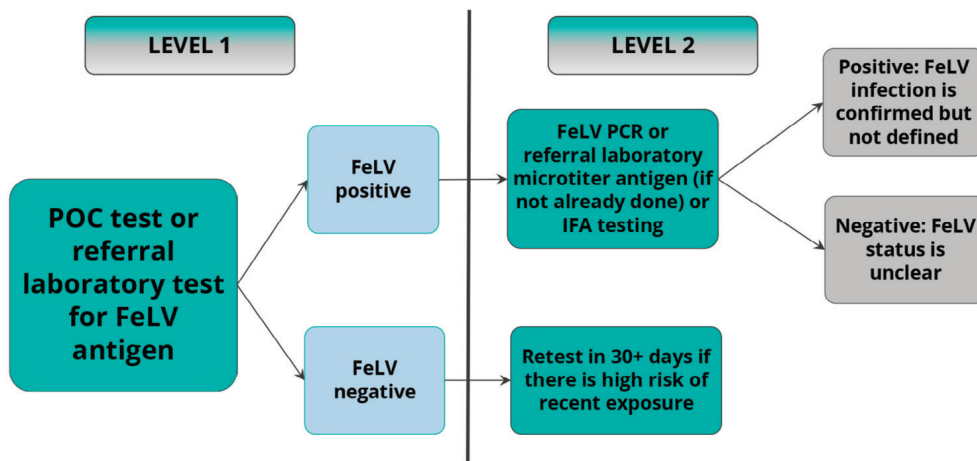 LEVEL 1
LEVEL 2
POC test or
referral
laboratory test
for FeLV
antigen
FeLV
positive
FeLV
negative
FeLV PCR or
referral laboratory
microtiter antigen (if
not already done) or
IFA testing
Retest in 30+ days if
there is high risk of
recent exposure
Positive: FeLV
infection is
confirmed but
not defined
Negative: FeLV
status is
unclear